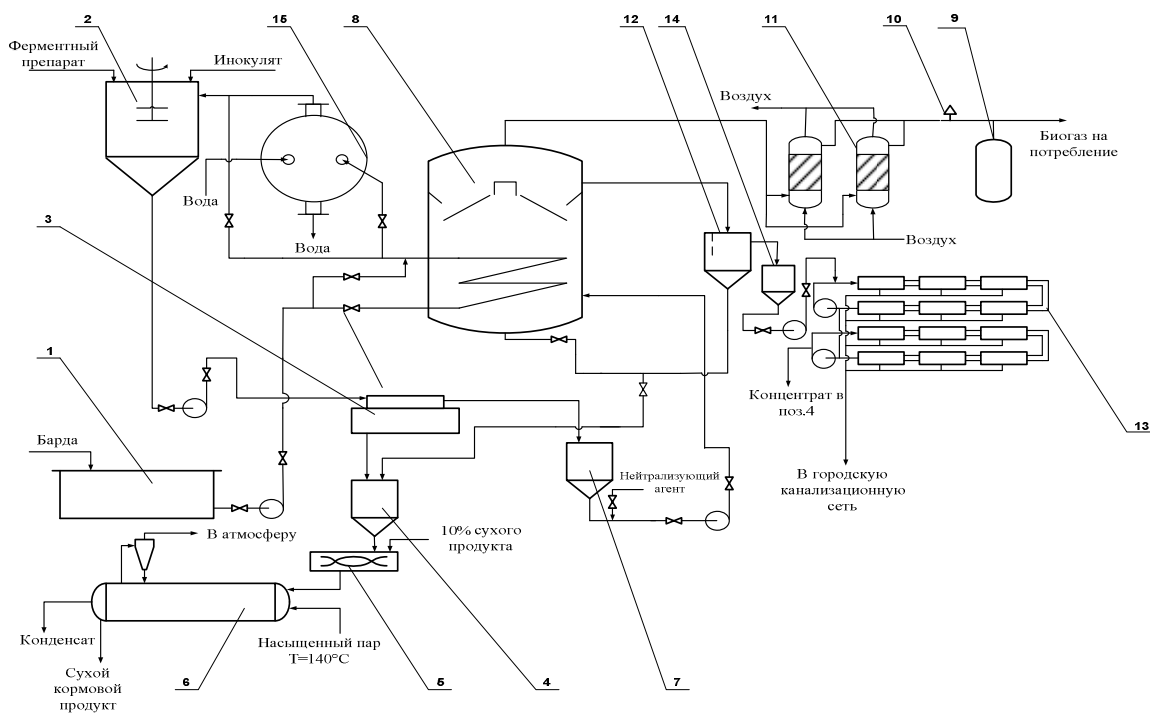 2
15
8
12
14
11
10
9
Ферментный
препарат
Инокулят
Воздух
Биогаз на
потребление
Вода
Вода
3
Воздух
1
Концентрат в
поз.4
13
Барда
В городскую
канализационную
сеть
Нейтрализующий
агент
В атмосферу
10% сухого
продукта
Конденсат
Насыщенный пар
T=140°C
Сухой
кормовой
продукт
6
5
4
7